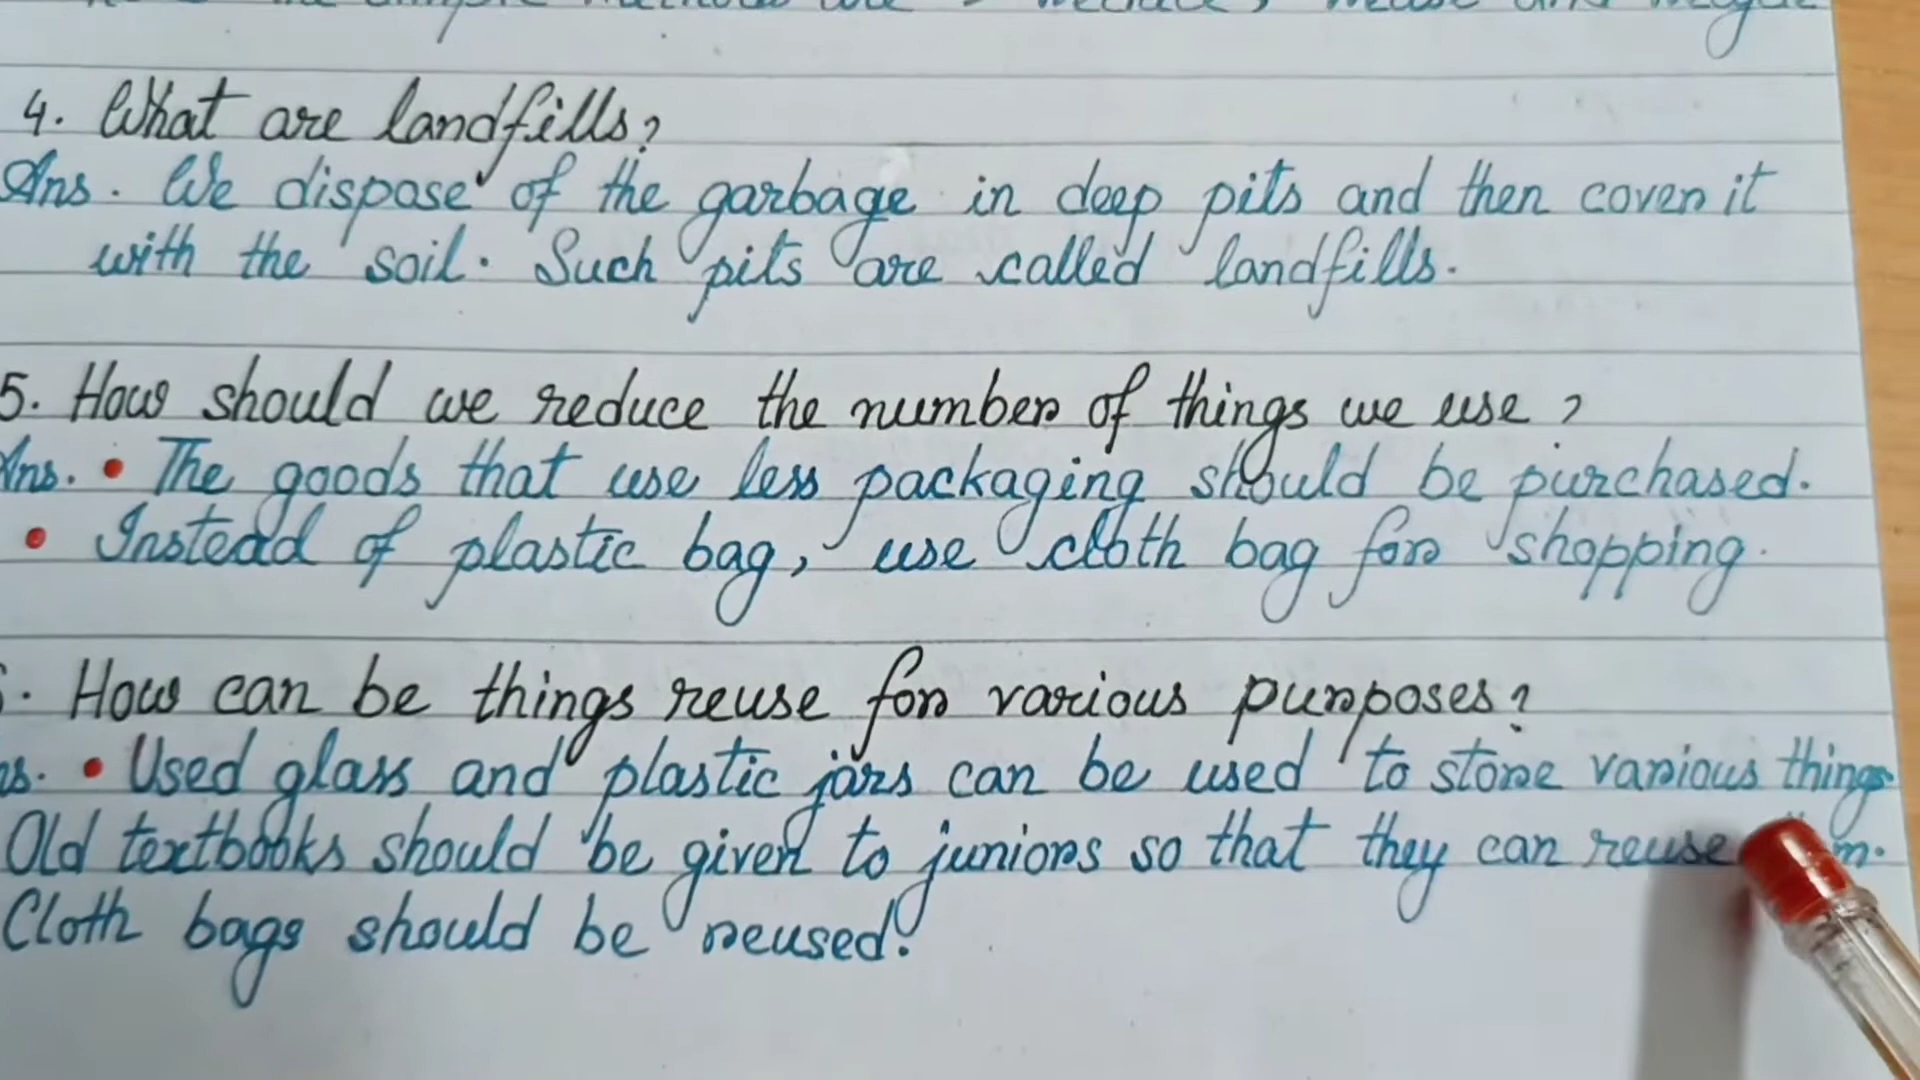 4. What are landfills?
Ans. We dispose of the garbage in deep pits and then cover it
with the soil. Such pits are called landfills.
5. How should we reduce the number of things we use?
Ans. • The goods that use less packaging should be purchased.
• Instead of plastic bag, use cloth bag for shopping.
. How can be things reuse for various purposes?
• Used glass and plastic jars can be used to store various things
Old textbooks should be given to juniors so that they can reuse
Cloth bags should be reused.